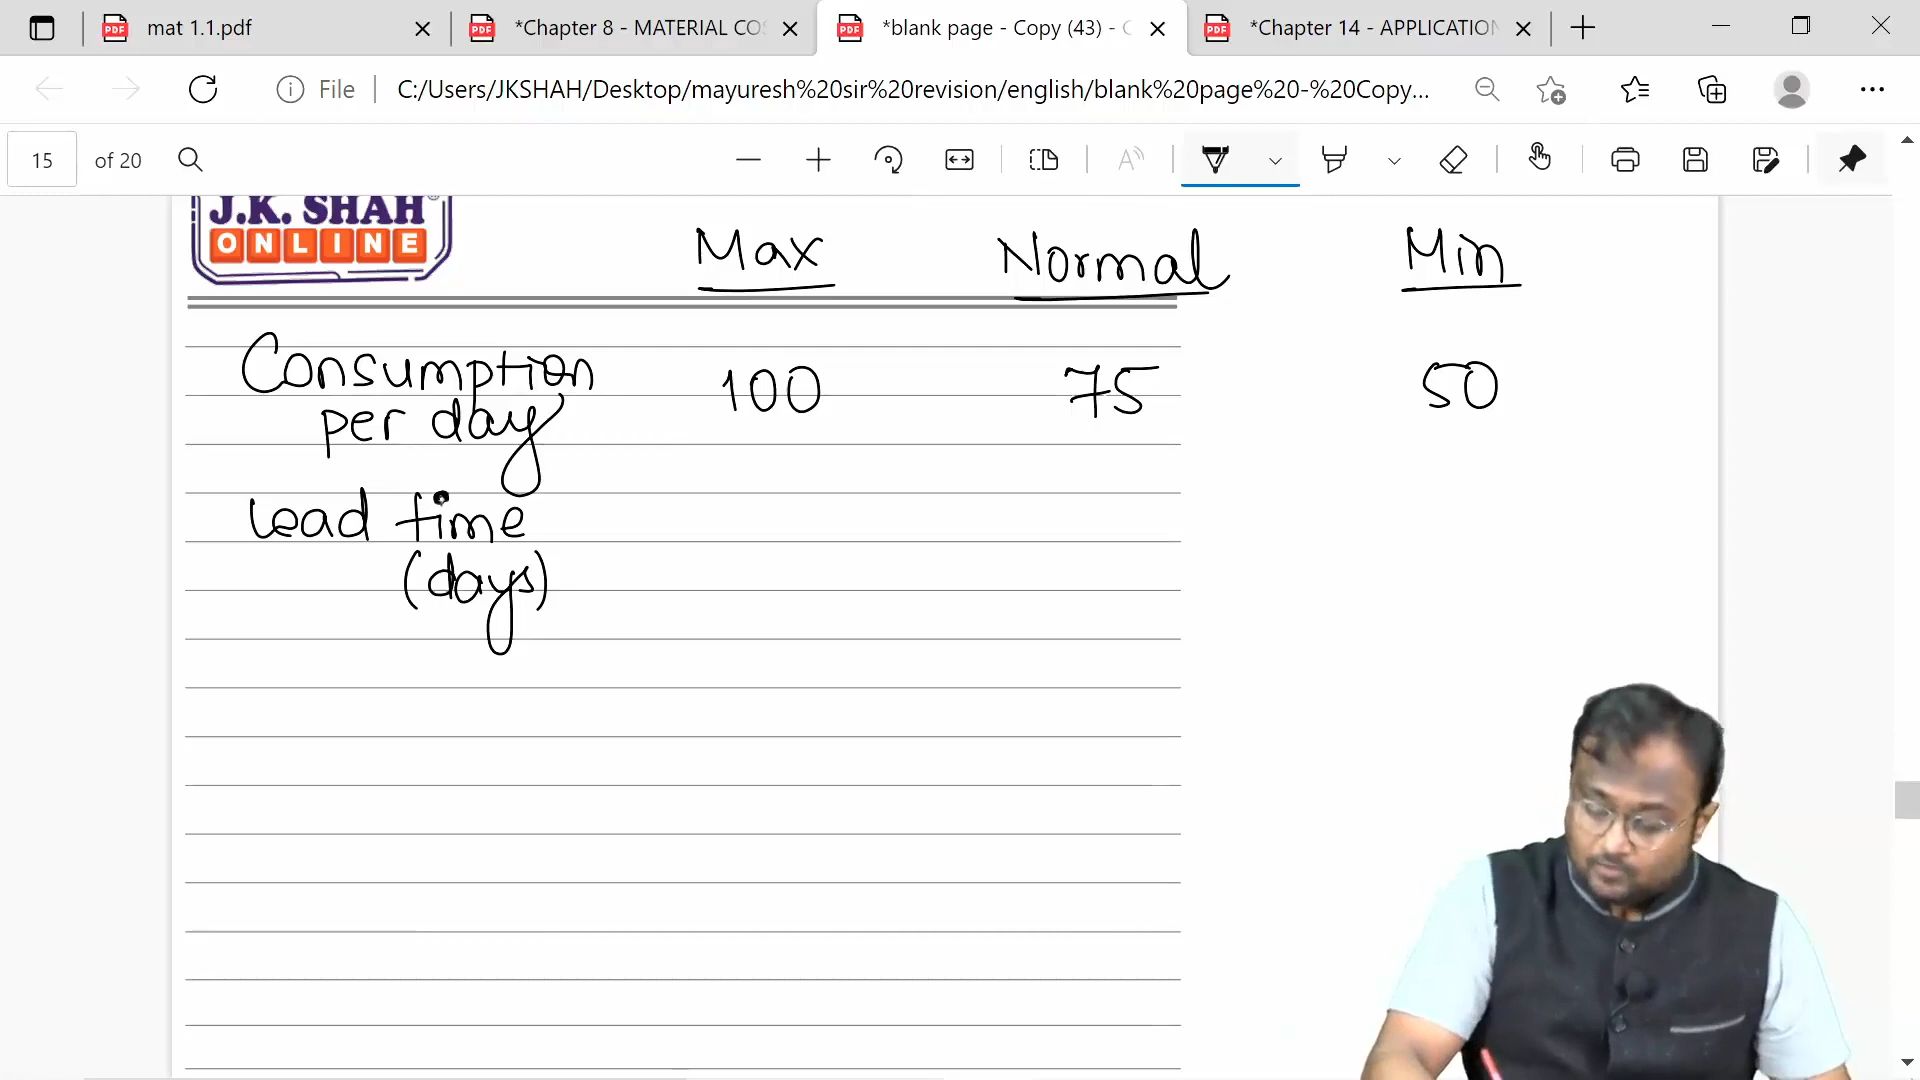 mat 1.1.pdf
*Chapter 8 - MATERIAL COS
*blank page - Copy (43) - C
*Chapter 14 - APPLICATION
File
C:/Users/JKSHAH/Desktop/mayuresh%20sir%20revision/english/blank%20page%20-%20Copy...
15 of 20
J.K. SHAH®
ONLINE
Max Normal Min
Consumption
per day 100 75 50
Lead time
(days)